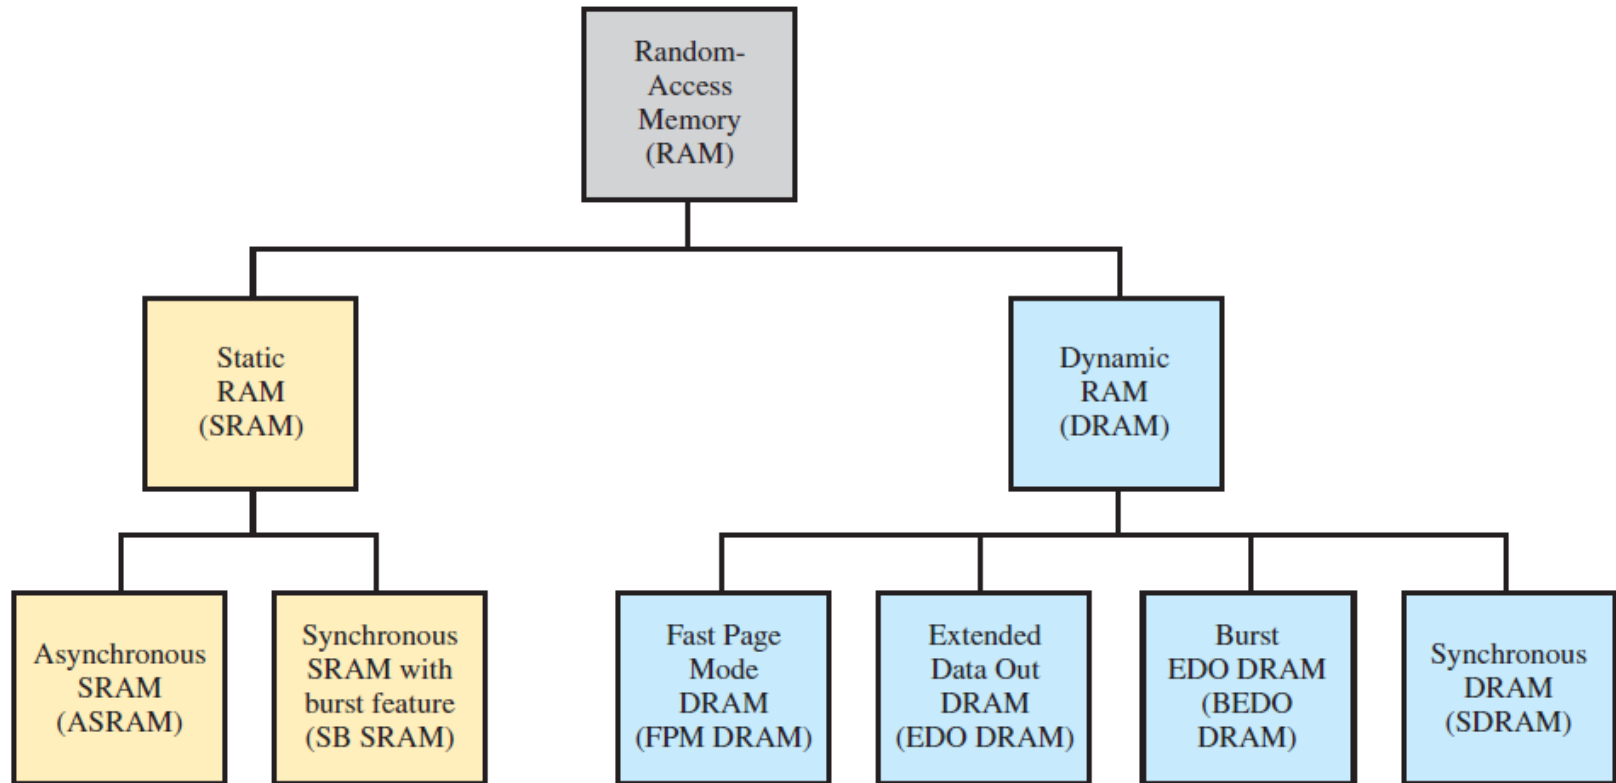 Random-
Access
Memory
(RAM)
Static
RAM
(SRAM)
Dynamic
RAM
(DRAM)
Asynchronous
SRAM
(ASRAM)
Synchronous
SRAM with
burst feature
(SB SRAM)
Fast Page
Mode
DRAM
(FPM DRAM)
Extended
Data Out
DRAM
(EDO DRAM)
Burst
EDO DRAM
(BEDO
DRAM)
Synchronous
DRAM
(SDRAM)